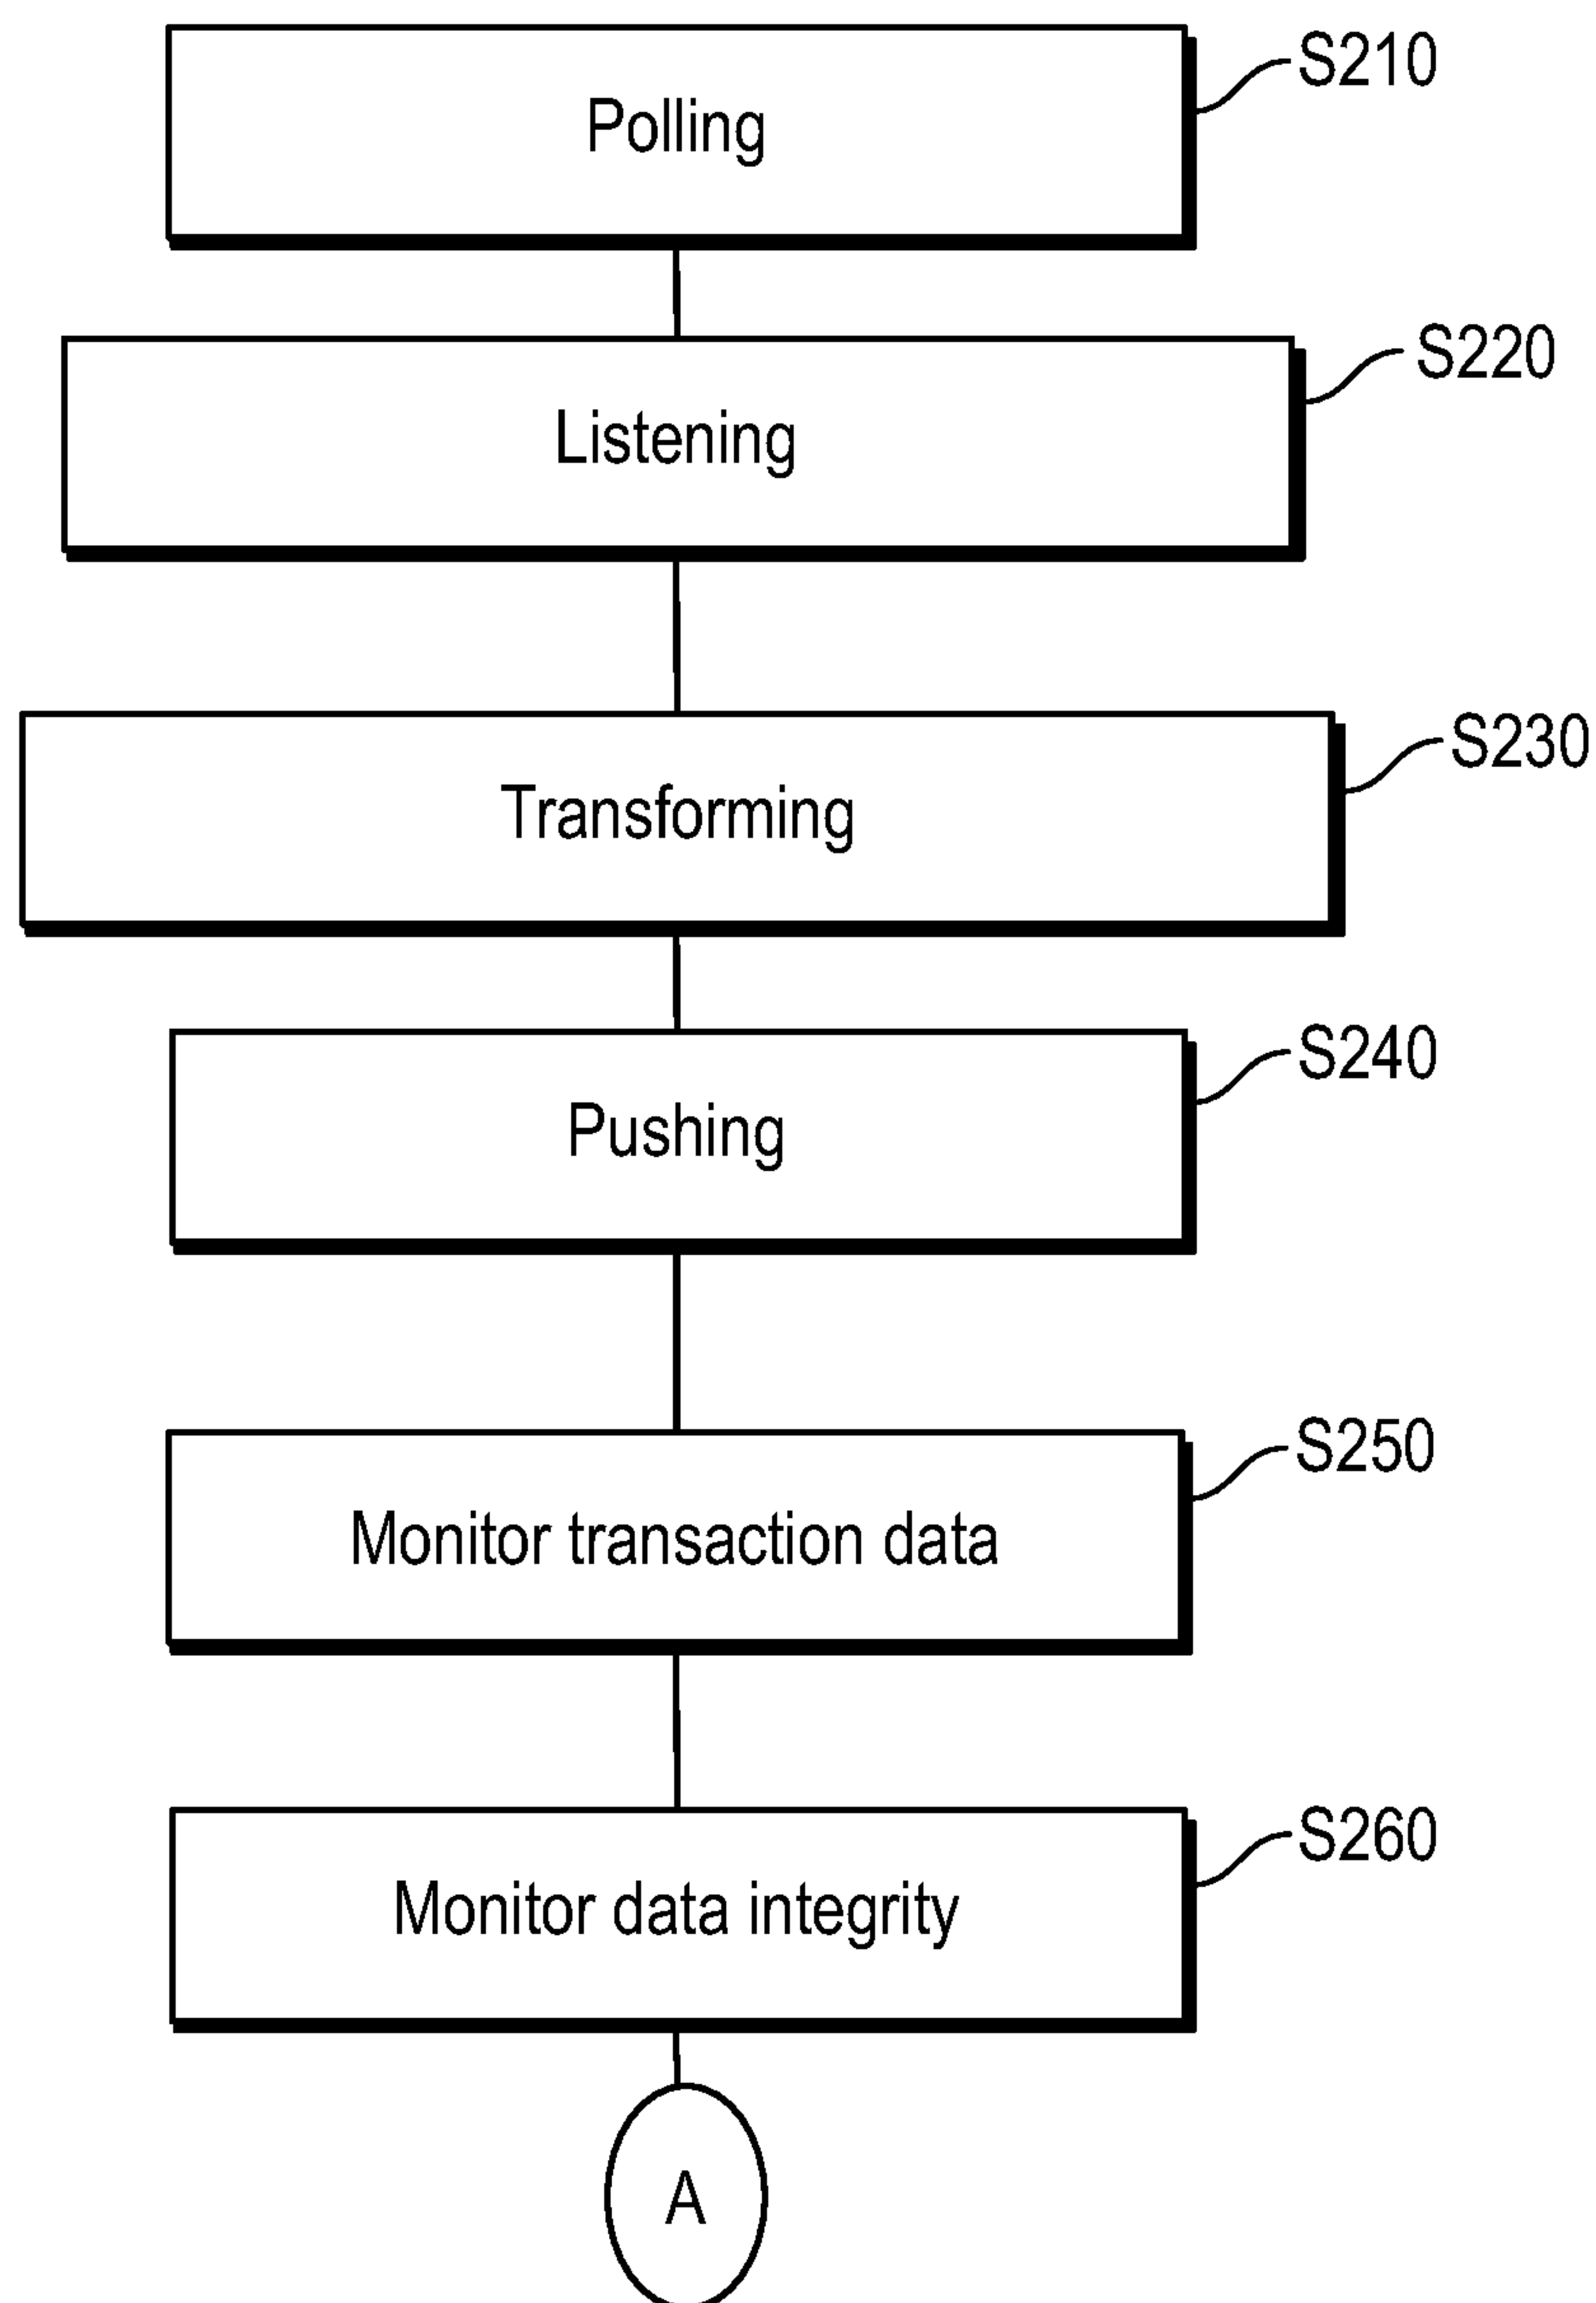 Polling
S210
Listening
S220
Transforming
S230
Pushing
S240
Monitor transaction data
S250
Monitor data integrity
S260
A